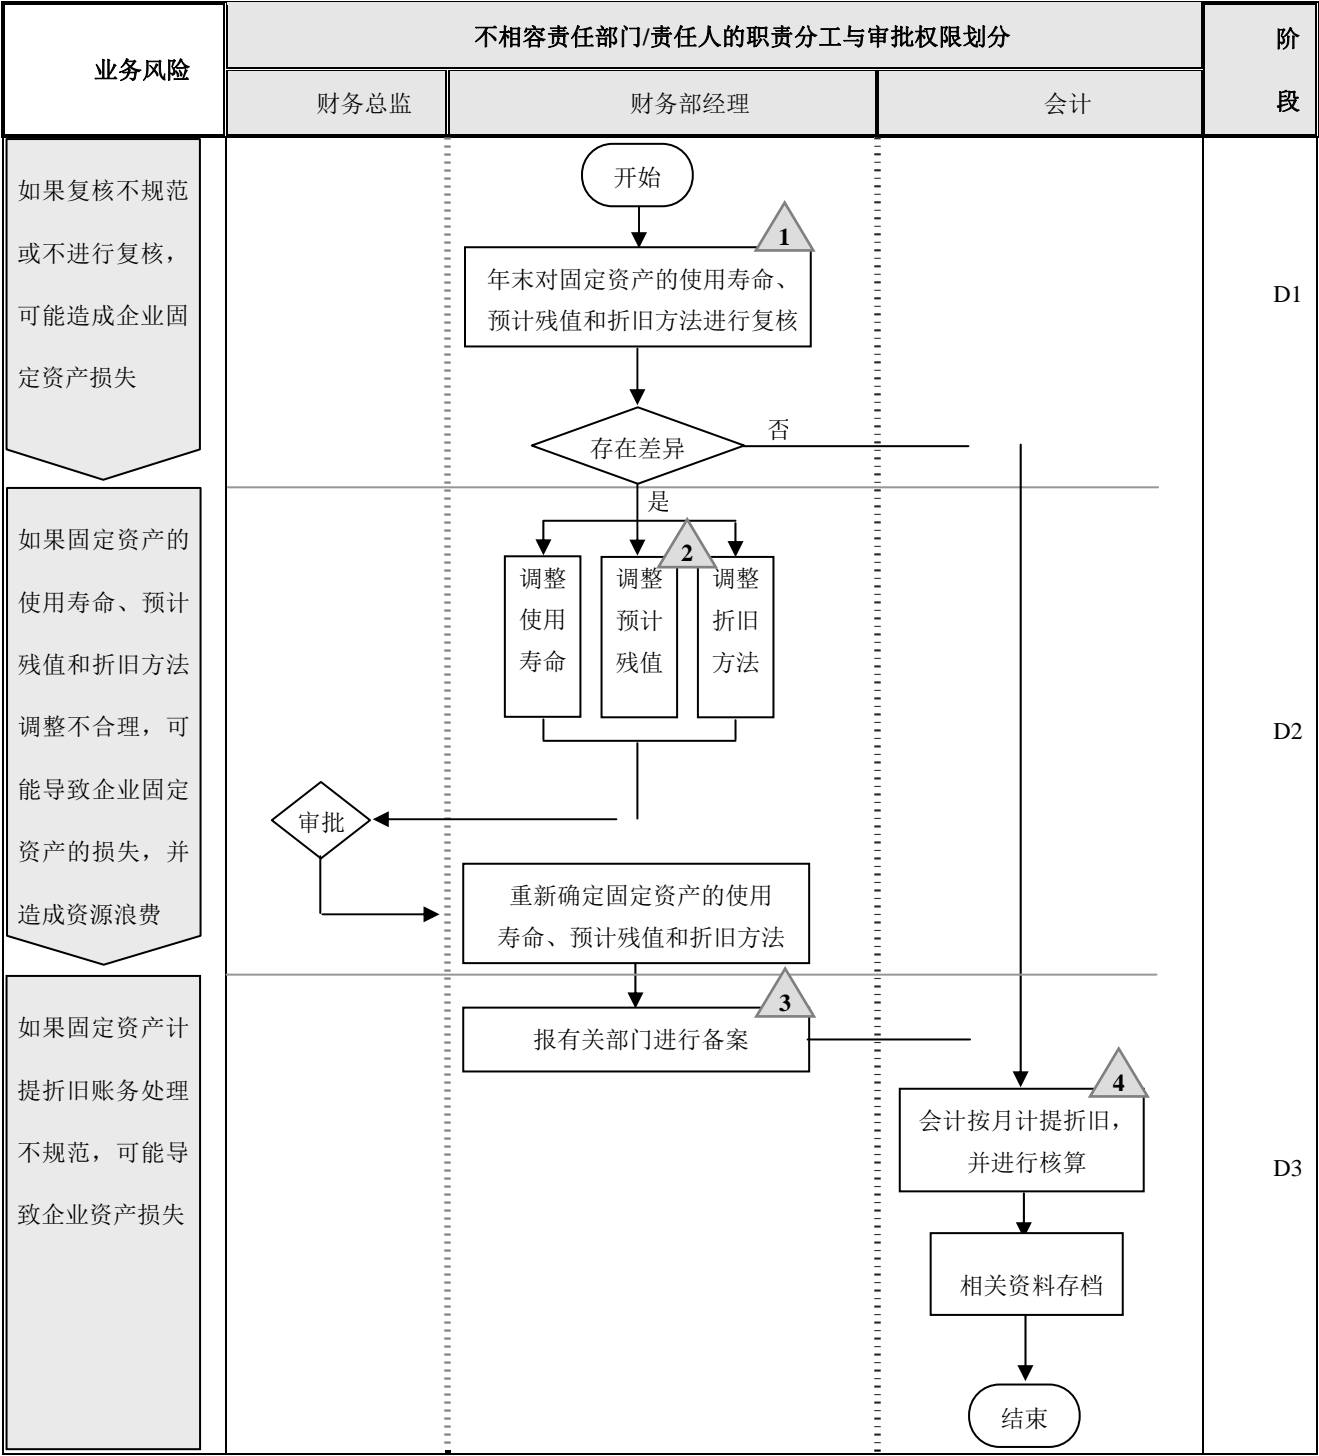 不相容责任部门/责任人的职责分工与审批权限划分
阶
段
业务风险
财务总监
财务部经理
会计
如果复核不规范
或不进行复核，
可能造成企业固
定资产损失
开始
1
年末对固定资产的使用寿命、
预计残值和折旧方法进行复核
存在差异
否
D1
如果固定资产的
使用寿命、预计
残值和折旧方法
调整不合理，可
能导致企业固定
资产的损失，并
造成资源浪费
是
2
调整
使用
寿命
调整
预计
残值
调整
折旧
方法
审批
重新确定固定资产的使用
寿命、预计残值和折旧方法
D2
如果固定资产计
提折旧账务处理
不规范，可能导
致企业资产损失
3
报有关部门进行备案
4
会计按月计提折旧，
并进行核算
相关资料存档
结束
D3